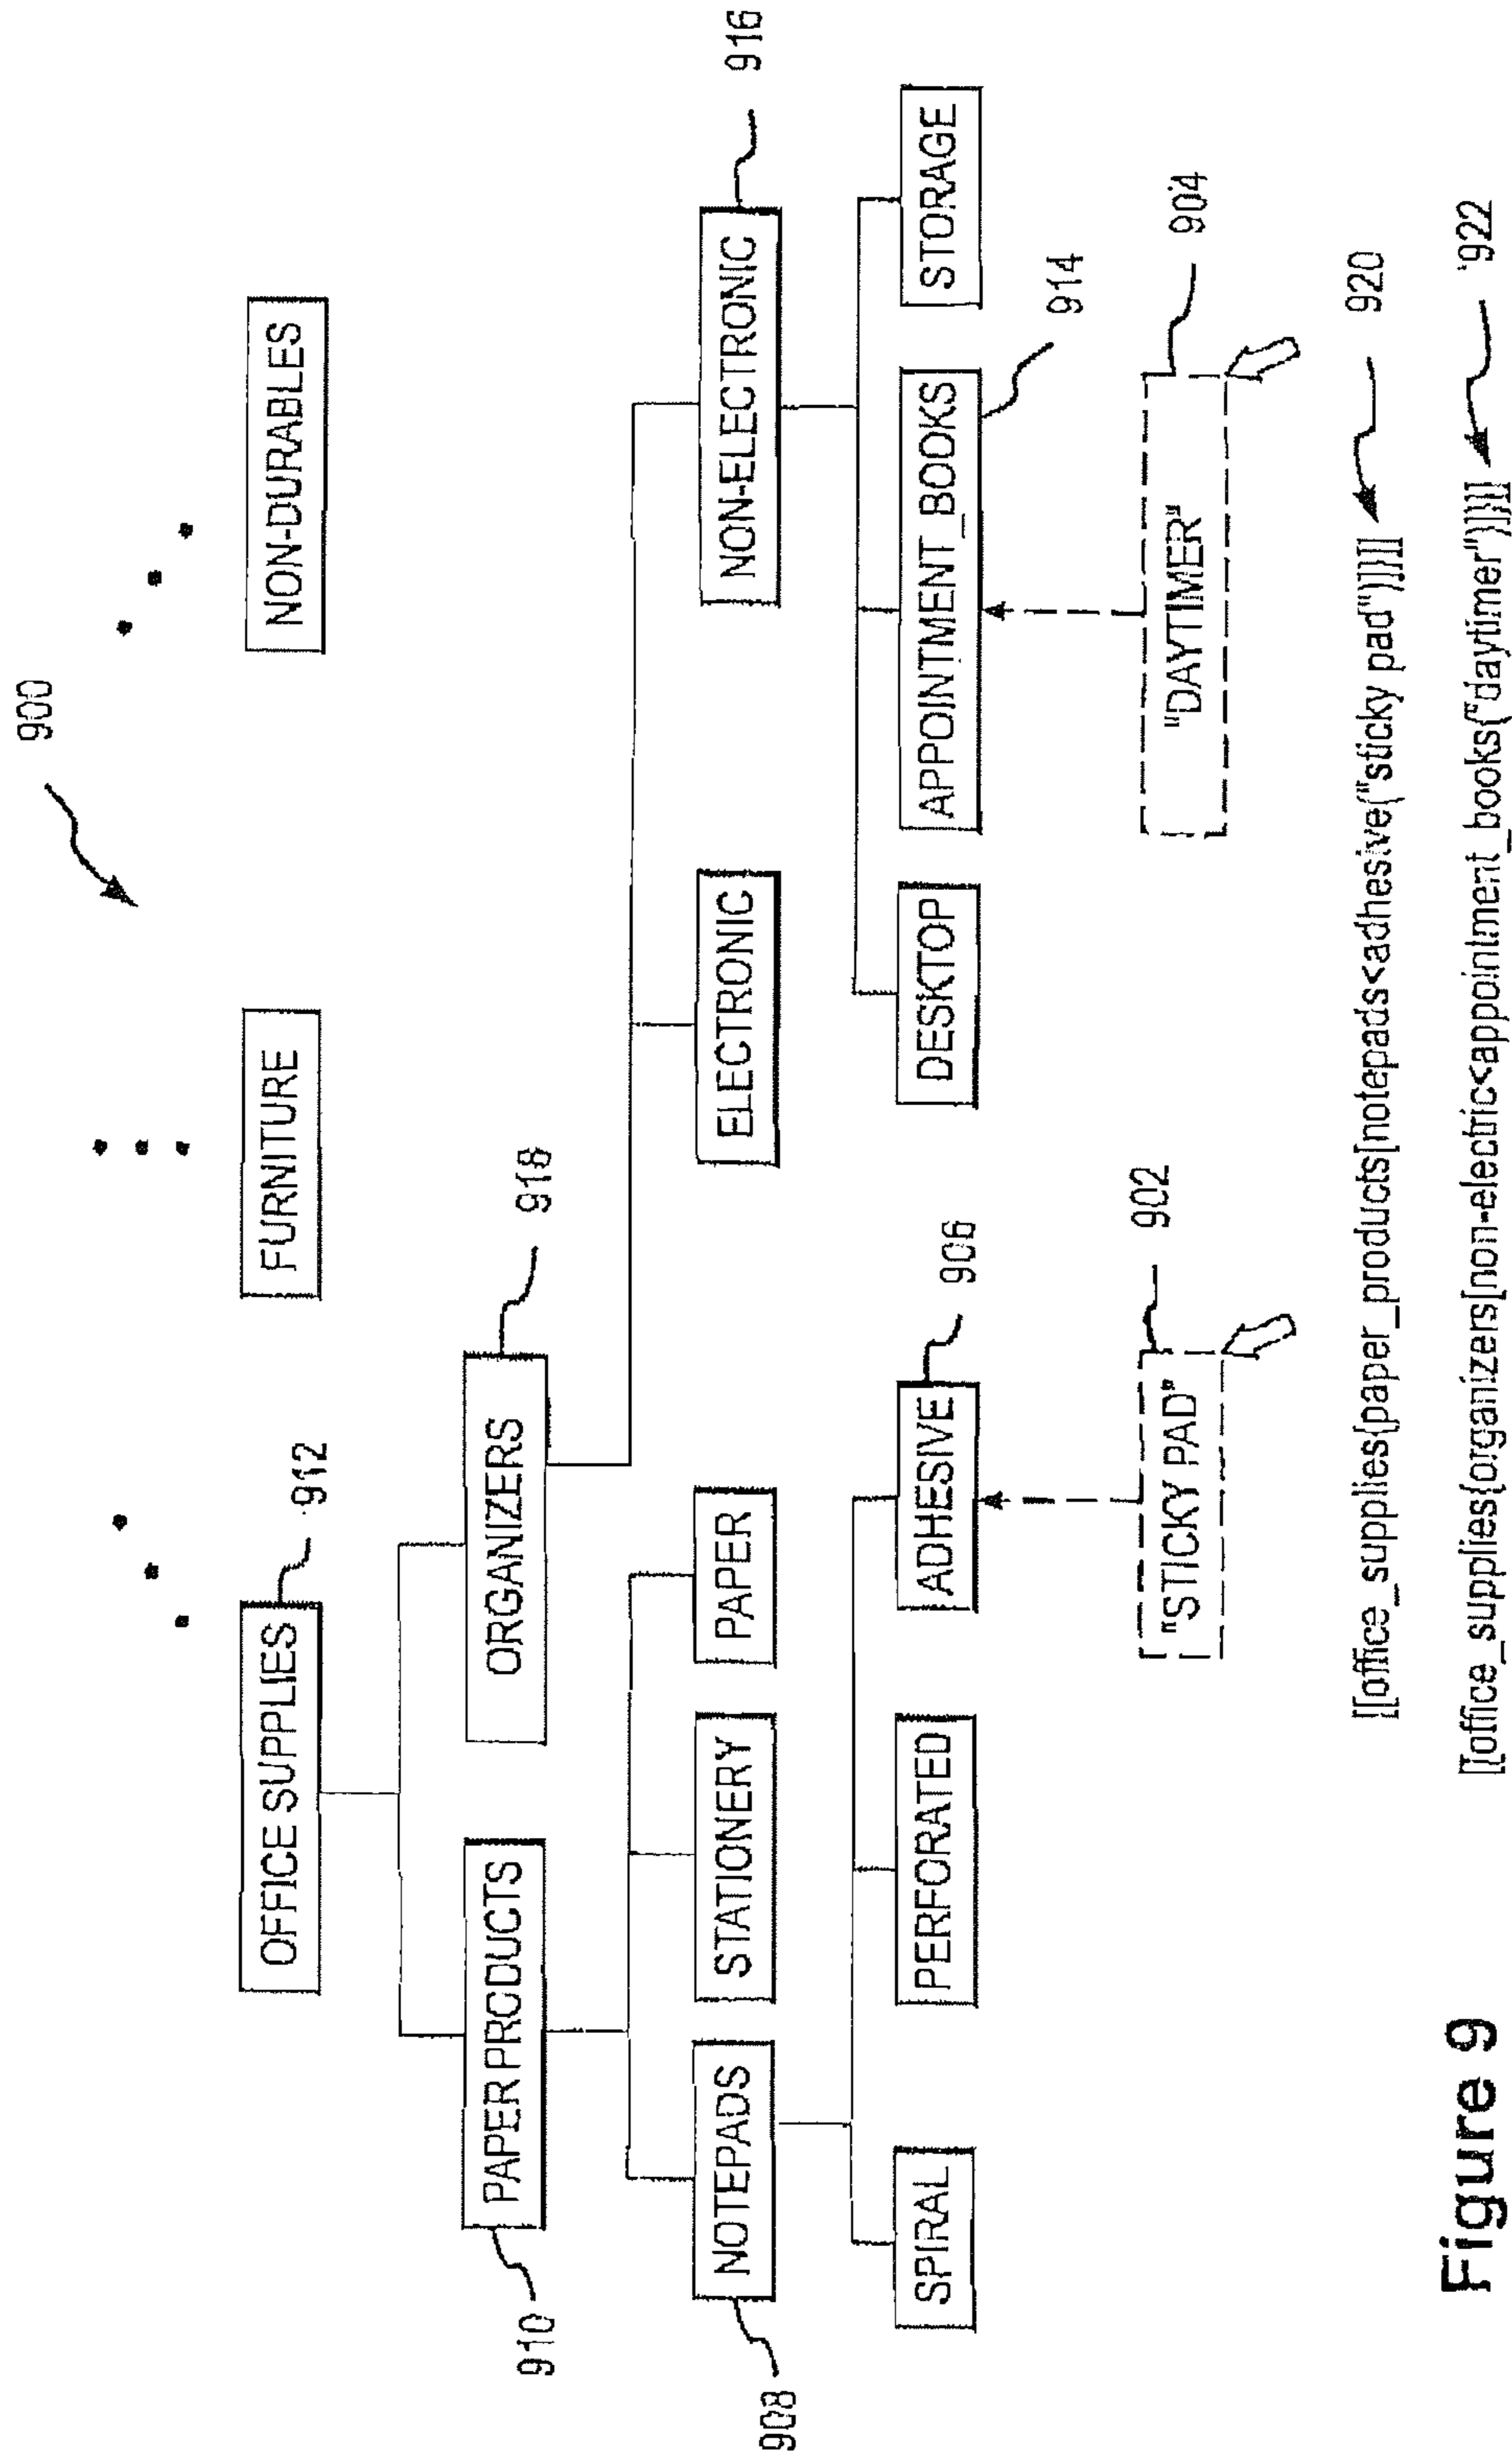 900
OFFICE SUPPLIES
912
FURNITURE
NON-DURABLES
910
PAPER PRODUCTS
ORGANIZERS
918
908
NOTEPADS
STATIONERY
PAPER
ELECTRONIC
NON-ELECTRONIC
916
SPIRAL
PERFORATED
ADHESIVE
906
DESKTOP
APPOINTMENT_BOOKS
914
STORAGE
"STICKY PAD"
902
"DAYTIMER"
904
[[office_supplies{paper_products[notepads<adhesive("sticky pad")]}]] 920
[[office_supplies{organizers[non-electric<appointment_books("daytimer")]}]] 922
Figure 9